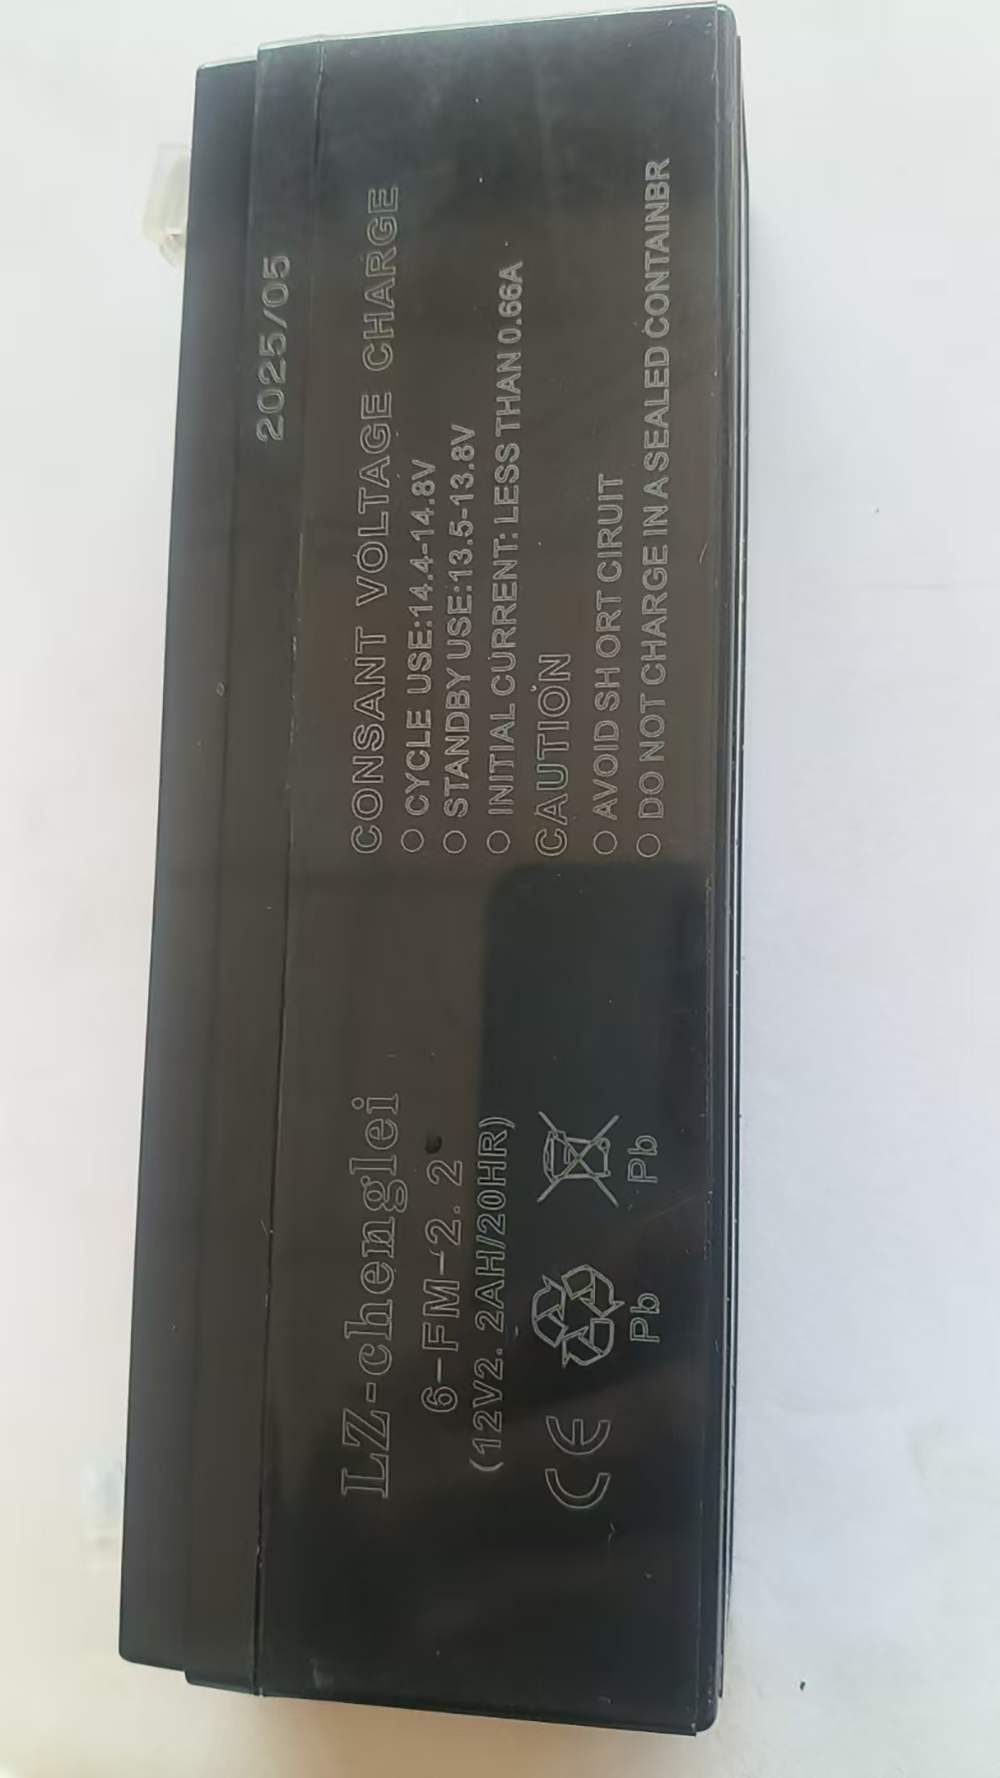 2025/05
LZ-chenglei
6-FM-2.2
(12V2.2AH/20HR)
CE
Pb
Pb
CONSANT VOLTAGE CHARGE
CYCLE USE:14.4-14.8V
STANDBY USE:13.5-13.8V
INITIAL CURRENT: LESS THAN 0.66A
CAUTION
AVOID SHORT CIRUIT
DO NOT CHARGE IN A SEALED CONTAINBR